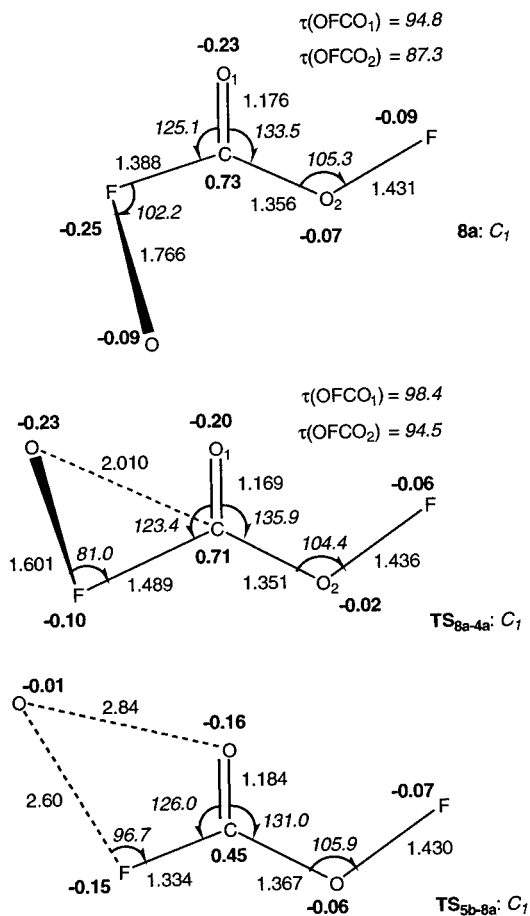 τ(OFCO₁) = 94.8
-0.23
τ(OFCO₂) = 87.3
O₁
-0.09
1.176
F
125.1
133.5
1.388
C
105.3
F
0.73
1.431
102.2
1.356
O₂
-0.25
-0.07
8a: C₁
1.766
-0.09
O
τ(OFCO₁) = 98.4
-0.23
-0.20
τ(OFCO₂) = 94.5
O
O₁
2.010
-0.06
1.169
F
123.4
135.9
C
81.0
104.4
1.601
0.71
1.436
F
1.489
1.351
O₂
-0.10
-0.02
TS8a-4a: C₁
-0.01
O
2.84
-0.16
O
2.60
1.184
-0.07
F
126.0
131.0
96.7
C
105.9
0.45
1.430
F
-0.15
1.334
1.367
O
-0.06
TS5b-8a: C₁